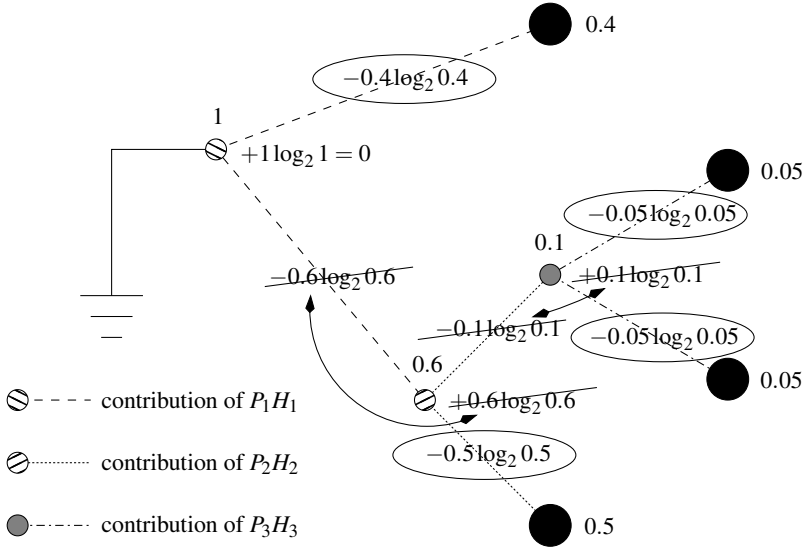 0.4
−0.4 log₂ 0.4
1
+1 log₂ 1 = 0
0.05
−0.05 log₂ 0.05
0.1
−0.6 log₂ 0.6
+0.1 log₂ 0.1
−0.1 log₂ 0.1
−0.05 log₂ 0.05
0.6
0.05
contribution of P₁H₁
+0.6 log₂ 0.6
−0.5 log₂ 0.5
contribution of P₂H₂
contribution of P₃H₃
0.5